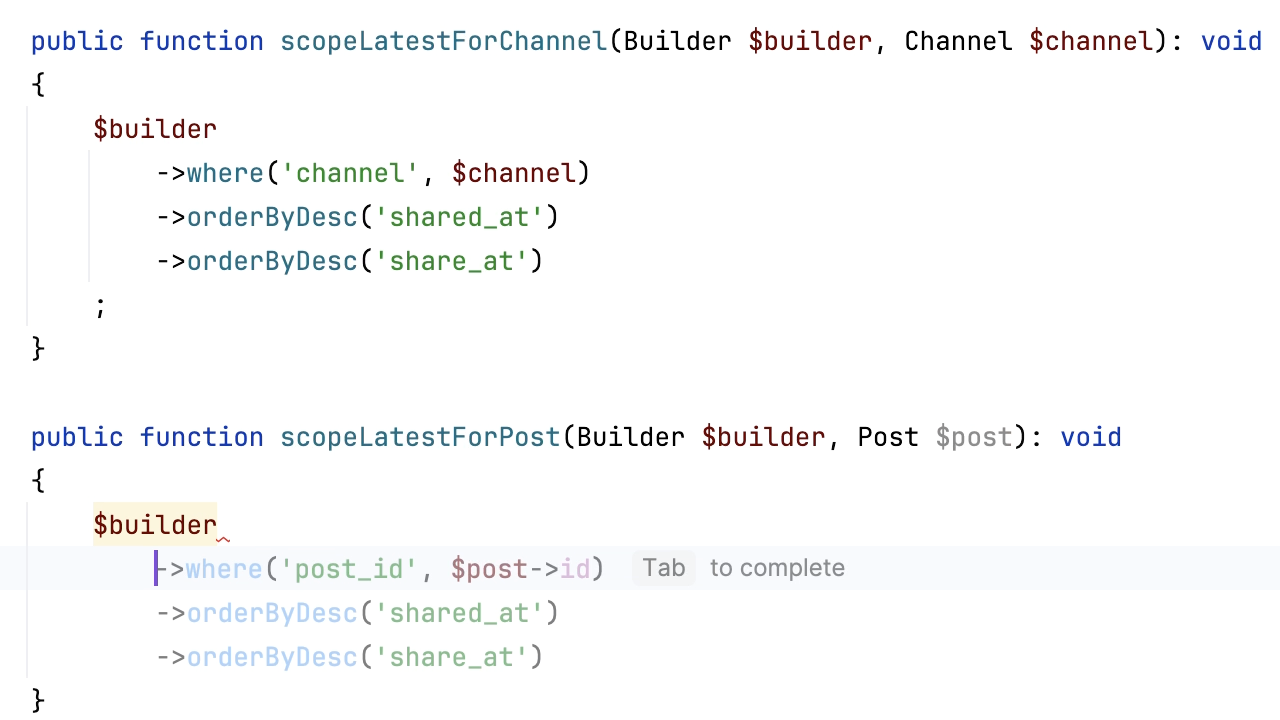 public function scopeLatestForChannel(Builder $builder, Channel $channel): void
{
    $builder
        ->where('channel', $channel)
        ->orderByDesc('shared_at')
        ->orderByDesc('share_at')
    ;
}

public function scopeLatestForPost(Builder $builder, Post $post): void
{
    $builder
        ->where('post_id', $post->id) Tab to complete
        ->orderByDesc('shared_at')
        ->orderByDesc('share_at')
}